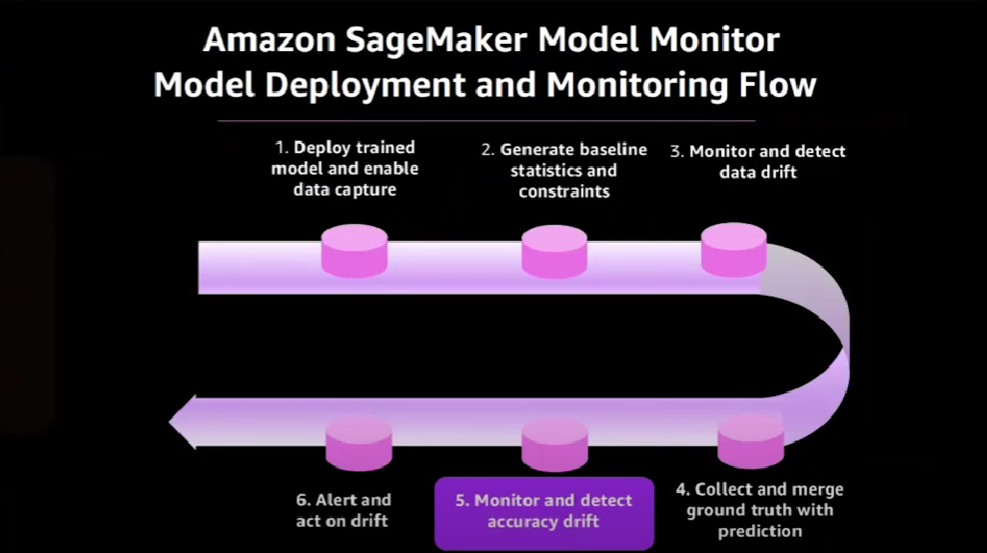 Amazon SageMaker Model Monitor
Model Deployment and Monitoring Flow
1. Deploy trained
model and enable
data capture
2. Generate baseline
statistics and
constraints
3. Monitor and detect
data drift
6. Alert and
act on drift
5. Monitor and detect
accuracy drift
4. Collect and merge
ground truth with
prediction